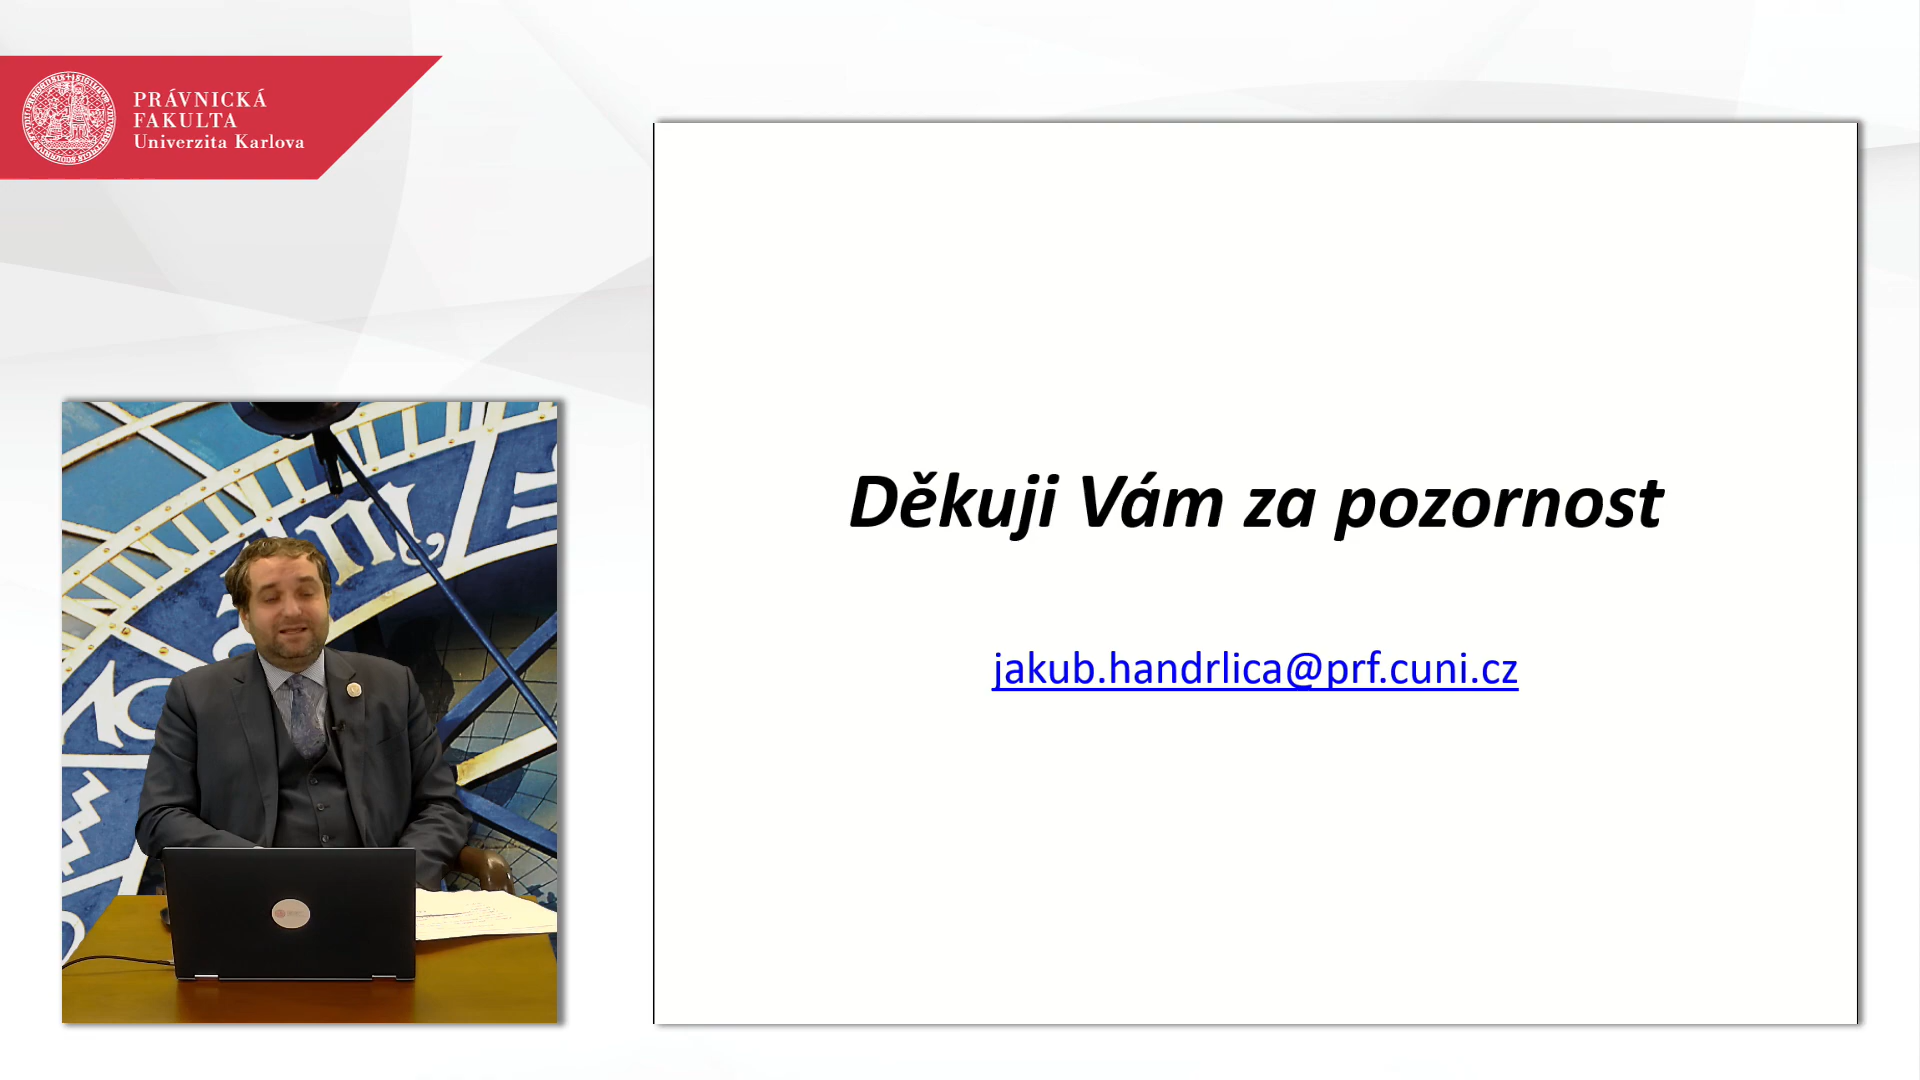 PRÁVNICKÁ
FAKULTA
Univerzita Karlova
Děkuji Vám za pozornost
jakub.handrlica@prf.cuni.cz